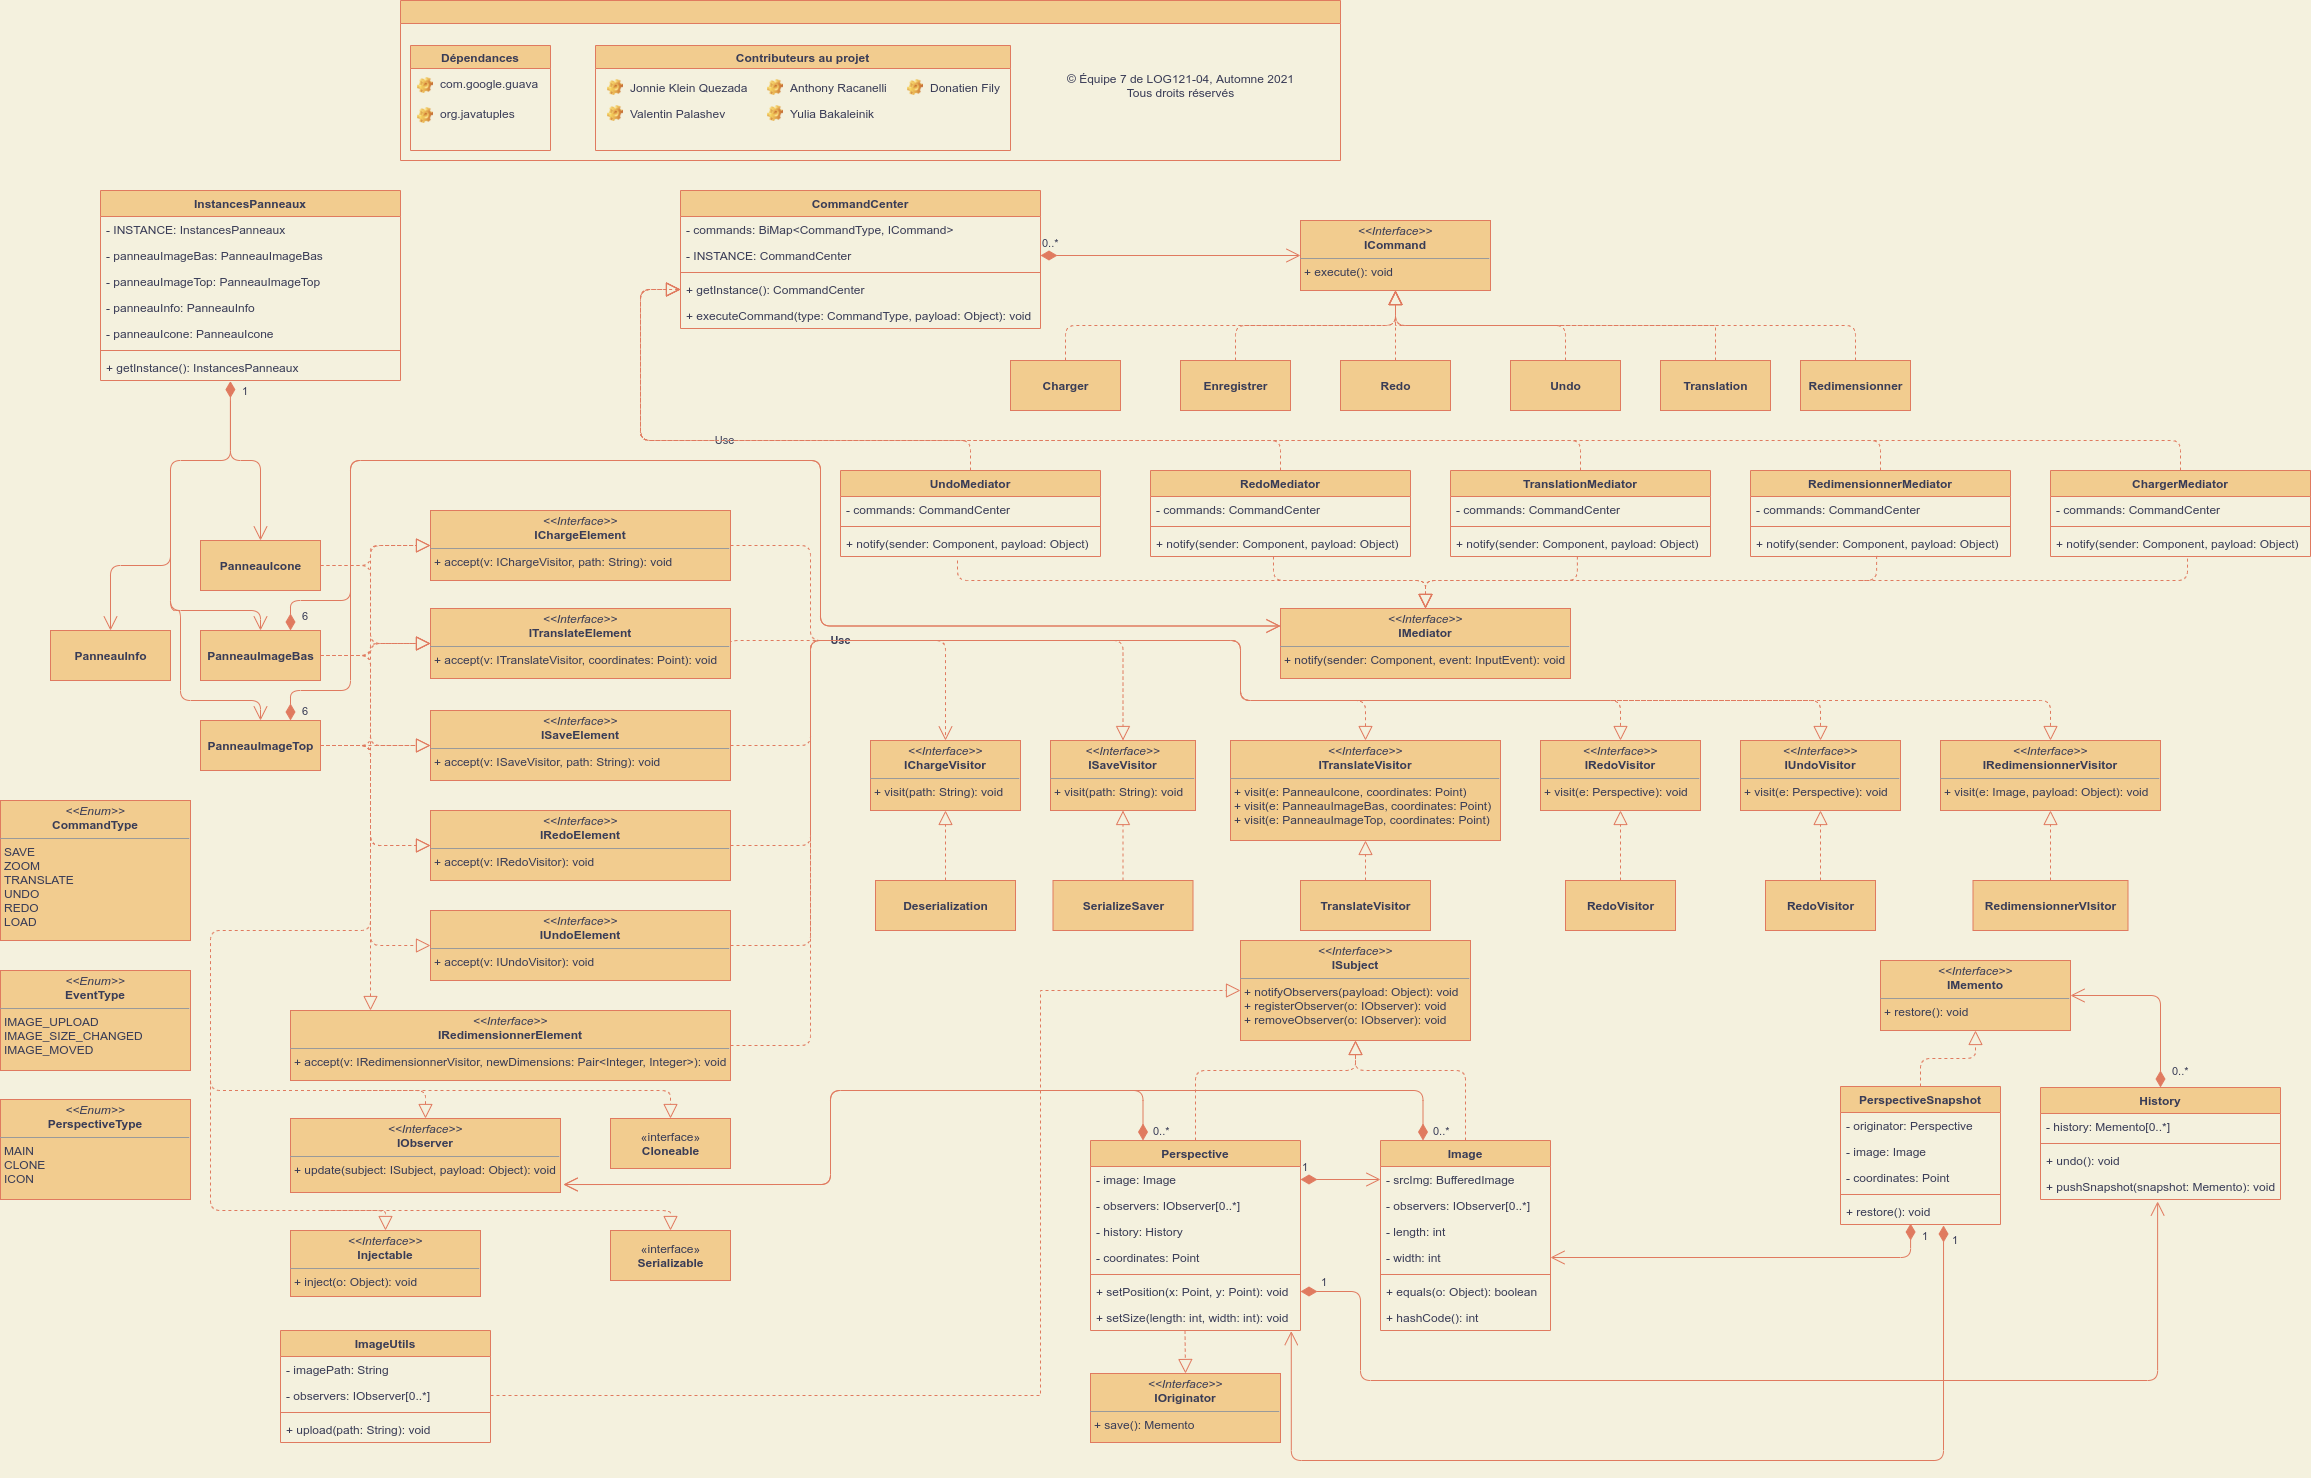 Dépendances
com.google.guava
org.javatuples
Contributeurs au projet
Jonnie Klein Quezada
Anthony Racanelli
Donatien Fily
Valentin Palashev
Yulia Bakaleinik
© Équipe 7 de LOG121-04, Automne 2021
Tous droits réservés
InstancesPanneaux
- INSTANCE: InstancesPanneaux
- panneauImageBas: PanneauImageBas
- panneauImageTop: PanneauImageTop
- panneauInfo: PanneauInfo
- panneauIcone: PanneauIcone
+ getInstance(): InstancesPanneaux
1
CommandCenter
- commands: BiMap<CommandType, ICommand>
- INSTANCE: CommandCenter
+ getInstance(): CommandCenter
+ executeCommand(type: CommandType, payload: Object): void
0..*
<<Interface>>
ICommand
+ execute(): void
Charger
Enregistrer
Redo
Undo
Translation
Redimensionner
Use
UndoMediator
- commands: CommandCenter
+ notify(sender: Component, payload: Object)
RedoMediator
- commands: CommandCenter
+ notify(sender: Component, payload: Object)
TranslationMediator
- commands: CommandCenter
+ notify(sender: Component, payload: Object)
RedimensionnerMediator
- commands: CommandCenter
+ notify(sender: Component, payload: Object)
ChargerMediator
- commands: CommandCenter
+ notify(sender: Component, payload: Object)
PanneauIcone
PanneauInfo
PanneauImageBas
6
PanneauImageTop
6
<<Interface>>
IChargeElement
+ accept(v: IChargeVisitor, path: String): void
<<Interface>>
ITranslateElement
+ accept(v: ITranslateVisitor, coordinates: Point): void
<<Interface>>
ISaveElement
+ accept(v: ISaveVisitor, path: String): void
<<Interface>>
IRedoElement
+ accept(v: IRedoVisitor): void
<<Interface>>
IUndoElement
+ accept(v: IUndoVisitor): void
<<Interface>>
IRedimensionnerElement
+ accept(v: IRedimensionnerVisitor, newDimensions: Pair<Integer, Integer>): void
Use
<<Interface>>
IMediator
+ notify(sender: Component, event: InputEvent): void
<<Interface>>
IChargeVisitor
+ visit(path: String): void
<<Interface>>
ISaveVisitor
+ visit(path: String): void
<<Interface>>
ITranslateVisitor
+ visit(e: PanneauIcone, coordinates: Point)
+ visit(e: PanneauImageBas, coordinates: Point)
+ visit(e: PanneauImageTop, coordinates: Point)
<<Interface>>
IRedoVisitor
+ visit(e: Perspective): void
<<Interface>>
IUndoVisitor
+ visit(e: Perspective): void
<<Interface>>
IRedimensionnerVisitor
+ visit(e: Image, payload: Object): void
Deserialization
SerializeSaver
TranslateVisitor
RedoVisitor
RedoVisitor
RedimensionnerVIsitor
<<Enum>>
CommandType
SAVE
ZOOM
TRANSLATE
UNDO
REDO
LOAD
<<Enum>>
EventType
IMAGE_UPLOAD
IMAGE_SIZE_CHANGED
IMAGE_MOVED
<<Enum>>
PerspectiveType
MAIN
CLONE
ICON
<<Interface>>
IObserver
+ update(subject: ISubject, payload: Object): void
«interface»
Cloneable
<<Interface>>
Injectable
+ inject(o: Object): void
«interface»
Serializable
ImageUtils
- imagePath: String
- observers: IObserver[0..*]
+ upload(path: String): void
<<Interface>>
ISubject
+ notifyObservers(payload: Object): void
+ registerObserver(o: IObserver): void
+ removeObserver(o: IObserver): void
0..*
Perspective
- image: Image
- observers: IObserver[0..*]
- history: History
- coordinates: Point
+ setPosition(x: Point, y: Point): void
+ setSize(length: int, width: int): void
1
1
0..*
Image
- srcImg: BufferedImage
- observers: IObserver[0..*]
- length: int
- width: int
+ equals(o: Object): boolean
+ hashCode(): int
<<Interface>>
IOriginator
+ save(): Memento
<<Interface>>
IMemento
+ restore(): void
PerspectiveSnapshot
- originator: Perspective
- image: Image
- coordinates: Point
+ restore(): void
1
1
0..*
History
- history: Memento[0..*]
+ undo(): void
+ pushSnapshot(snapshot: Memento): void